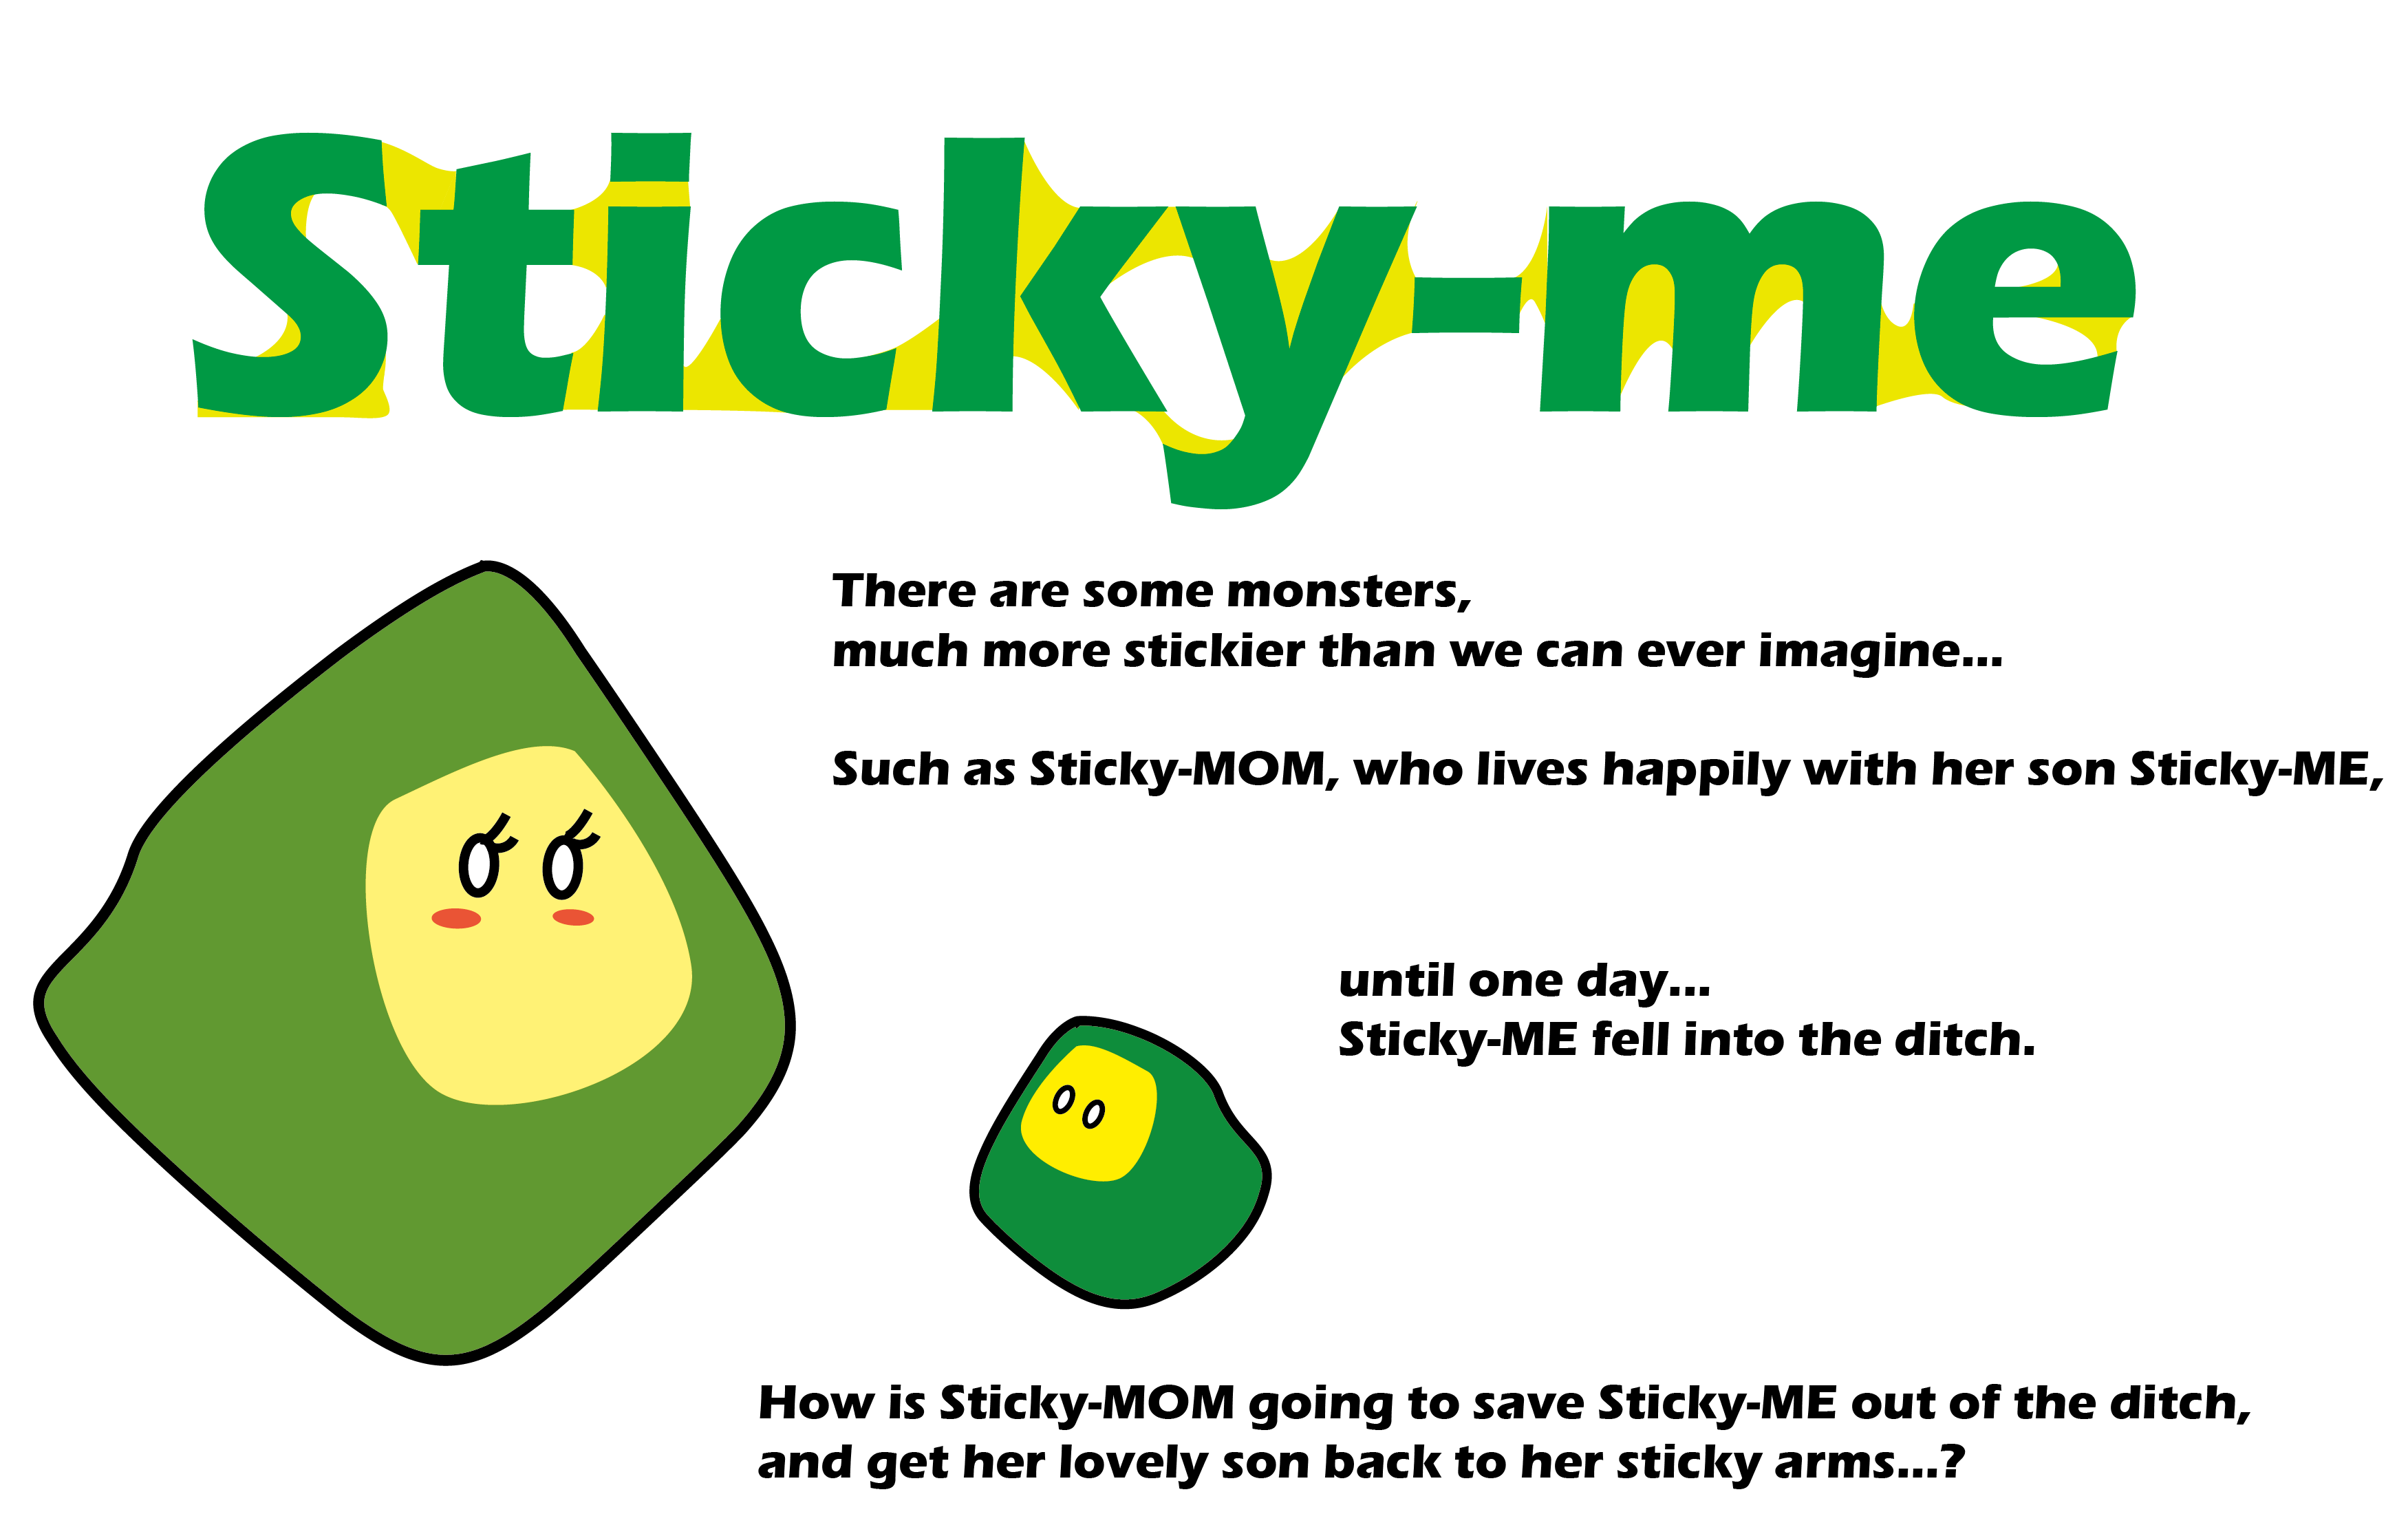 Sticky-me
There are some monsters,
much more stickier than we can ever imagine...
Such as Sticky-MOM, who lives happily with her son Sticky-ME,
until one day...
Sticky-ME fell into the ditch.
How is Sticky-MOM going to save Sticky-ME out of the ditch,
and get her lovely son back to her sticky arms...?